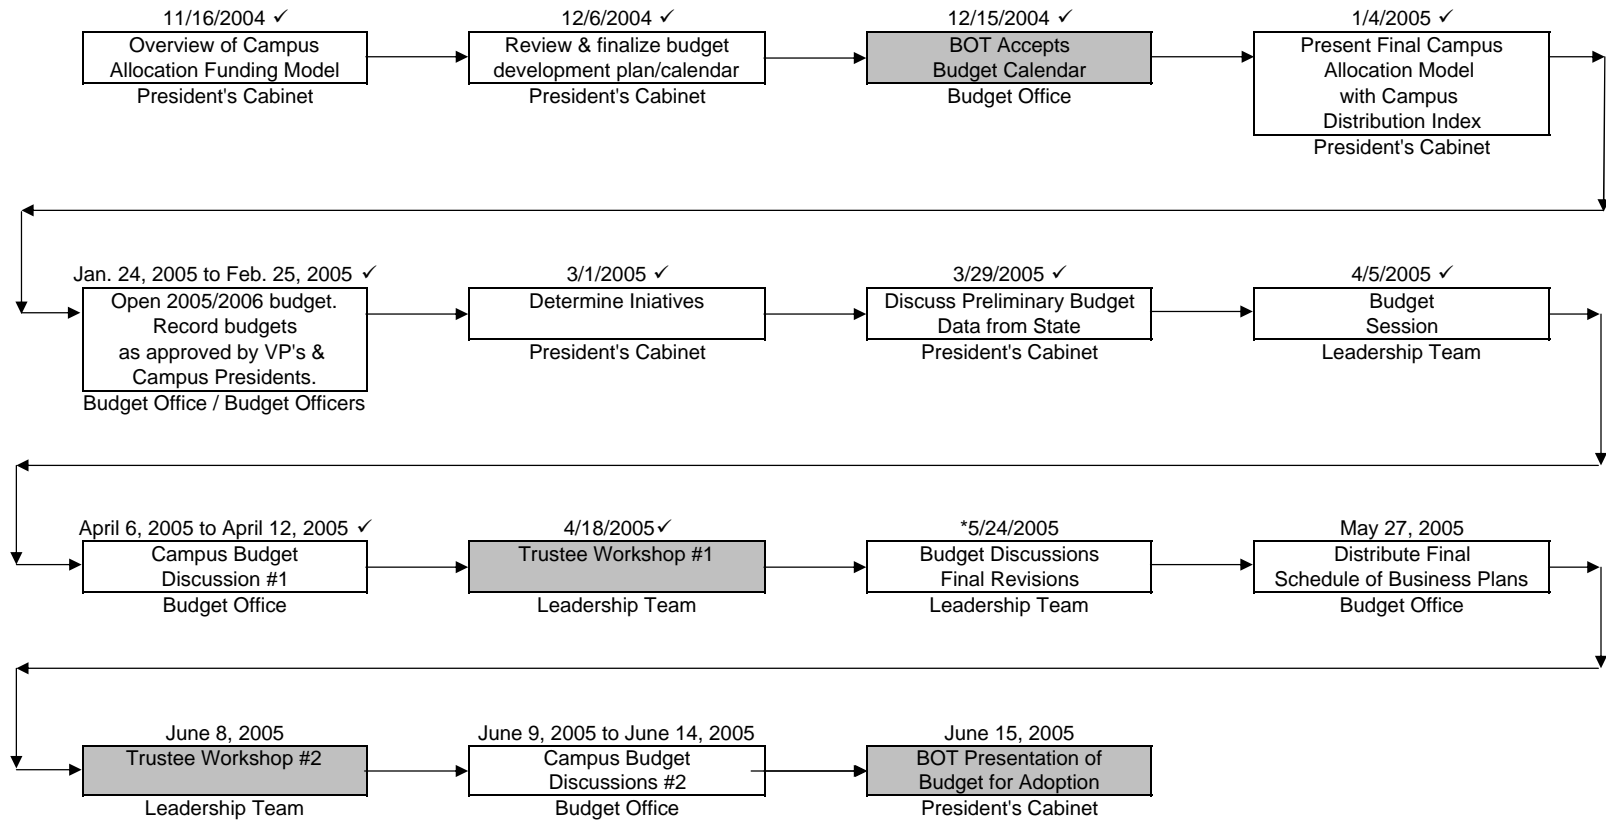 11/16/2004 ✓
Overview of Campus
Allocation Funding Model
President's Cabinet
12/6/2004 ✓
Review & finalize budget
development plan/calendar
President's Cabinet
12/15/2004 ✓
BOT Accepts
Budget Calendar
Budget Office
1/4/2005 ✓
Present Final Campus
Allocation Model
with Campus
Distribution Index
President's Cabinet
Jan. 24, 2005 to Feb. 25, 2005 ✓
Open 2005/2006 budget.
Record budgets
as approved by VP's &
Campus Presidents.
Budget Office / Budget Officers
3/1/2005 ✓
Determine Iniatives
President's Cabinet
3/29/2005 ✓
Discuss Preliminary Budget
Data from State
President's Cabinet
4/5/2005 ✓
Budget
Session
Leadership Team
April 6, 2005 to April 12, 2005 ✓
Campus Budget
Discussion #1
Budget Office
4/18/2005 ✓
Trustee Workshop #1
Leadership Team
*5/24/2005
Budget Discussions
Final Revisions
Leadership Team
May 27, 2005
Distribute Final
Schedule of Business Plans
Budget Office
June 8, 2005
Trustee Workshop #2
Leadership Team
June 9, 2005 to June 14, 2005
Campus Budget
Discussions #2
Budget Office
June 15, 2005
BOT Presentation of
Budget for Adoption
President's Cabinet